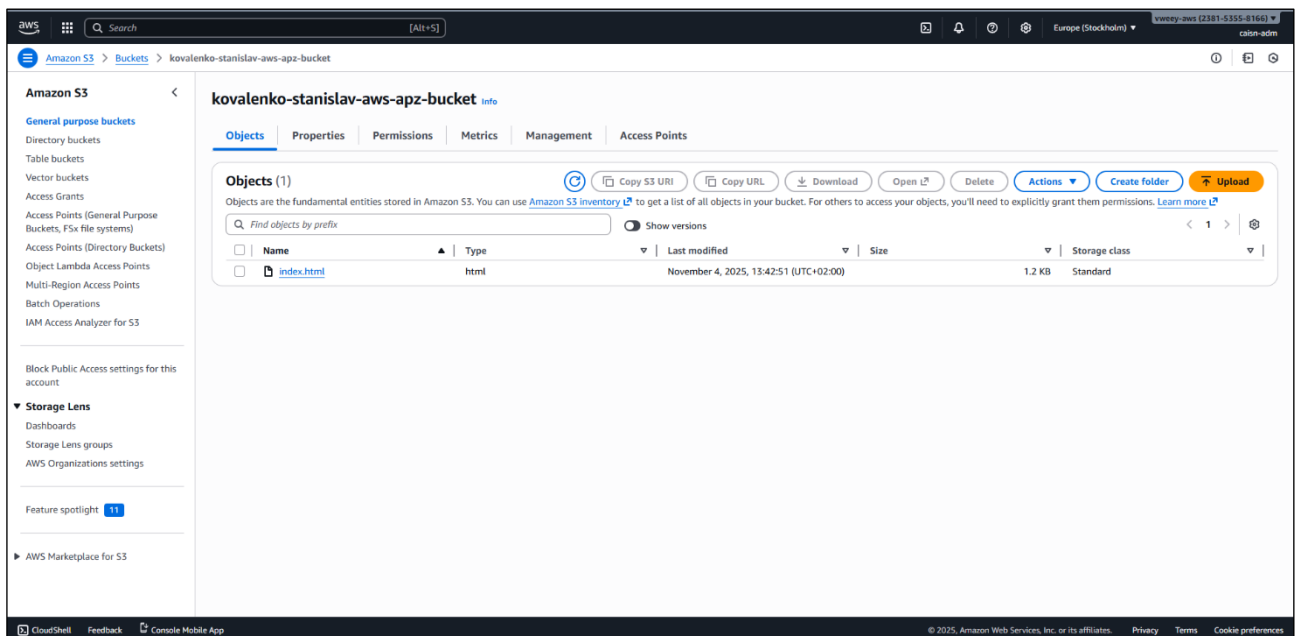 aws
Search [Alt+S]
Europe (Stockholm) ▼
vweey-aws (2381-5355-8166) ▼
caisn-adm
Amazon S3 > Buckets > kovalenko-stanislav-aws-apz-bucket
Amazon S3
General purpose buckets
Directory buckets
Table buckets
Vector buckets
Access Grants
Access Points (General Purpose
Buckets, FSx file systems)
Access Points (Directory Buckets)
Object Lambda Access Points
Multi-Region Access Points
Batch Operations
IAM Access Analyzer for S3
Block Public Access settings for this
account
▼ Storage Lens
Dashboards
Storage Lens groups
AWS Organizations settings
Feature spotlight 11
▶ AWS Marketplace for S3
kovalenko-stanislav-aws-apz-bucket Info
Objects Properties Permissions Metrics Management Access Points
Objects (1)
Copy S3 URI Copy URL Download Open Delete Actions ▼ Create folder Upload
Objects are the fundamental entities stored in Amazon S3. You can use Amazon S3 inventory to get a list of all objects in your bucket. For others to access your objects, you'll need to explicitly grant them permissions. Learn more
Find objects by prefix
Show versions
< 1 >
Name ▲ Type ▽ Last modified ▽ Size ▽ Storage class ▽
index.html html November 4, 2025, 13:42:51 (UTC+02:00) 1.2 KB Standard
CloudShell Feedback Console Mobile App
© 2025, Amazon Web Services, Inc. or its affiliates. Privacy Terms Cookie preferences